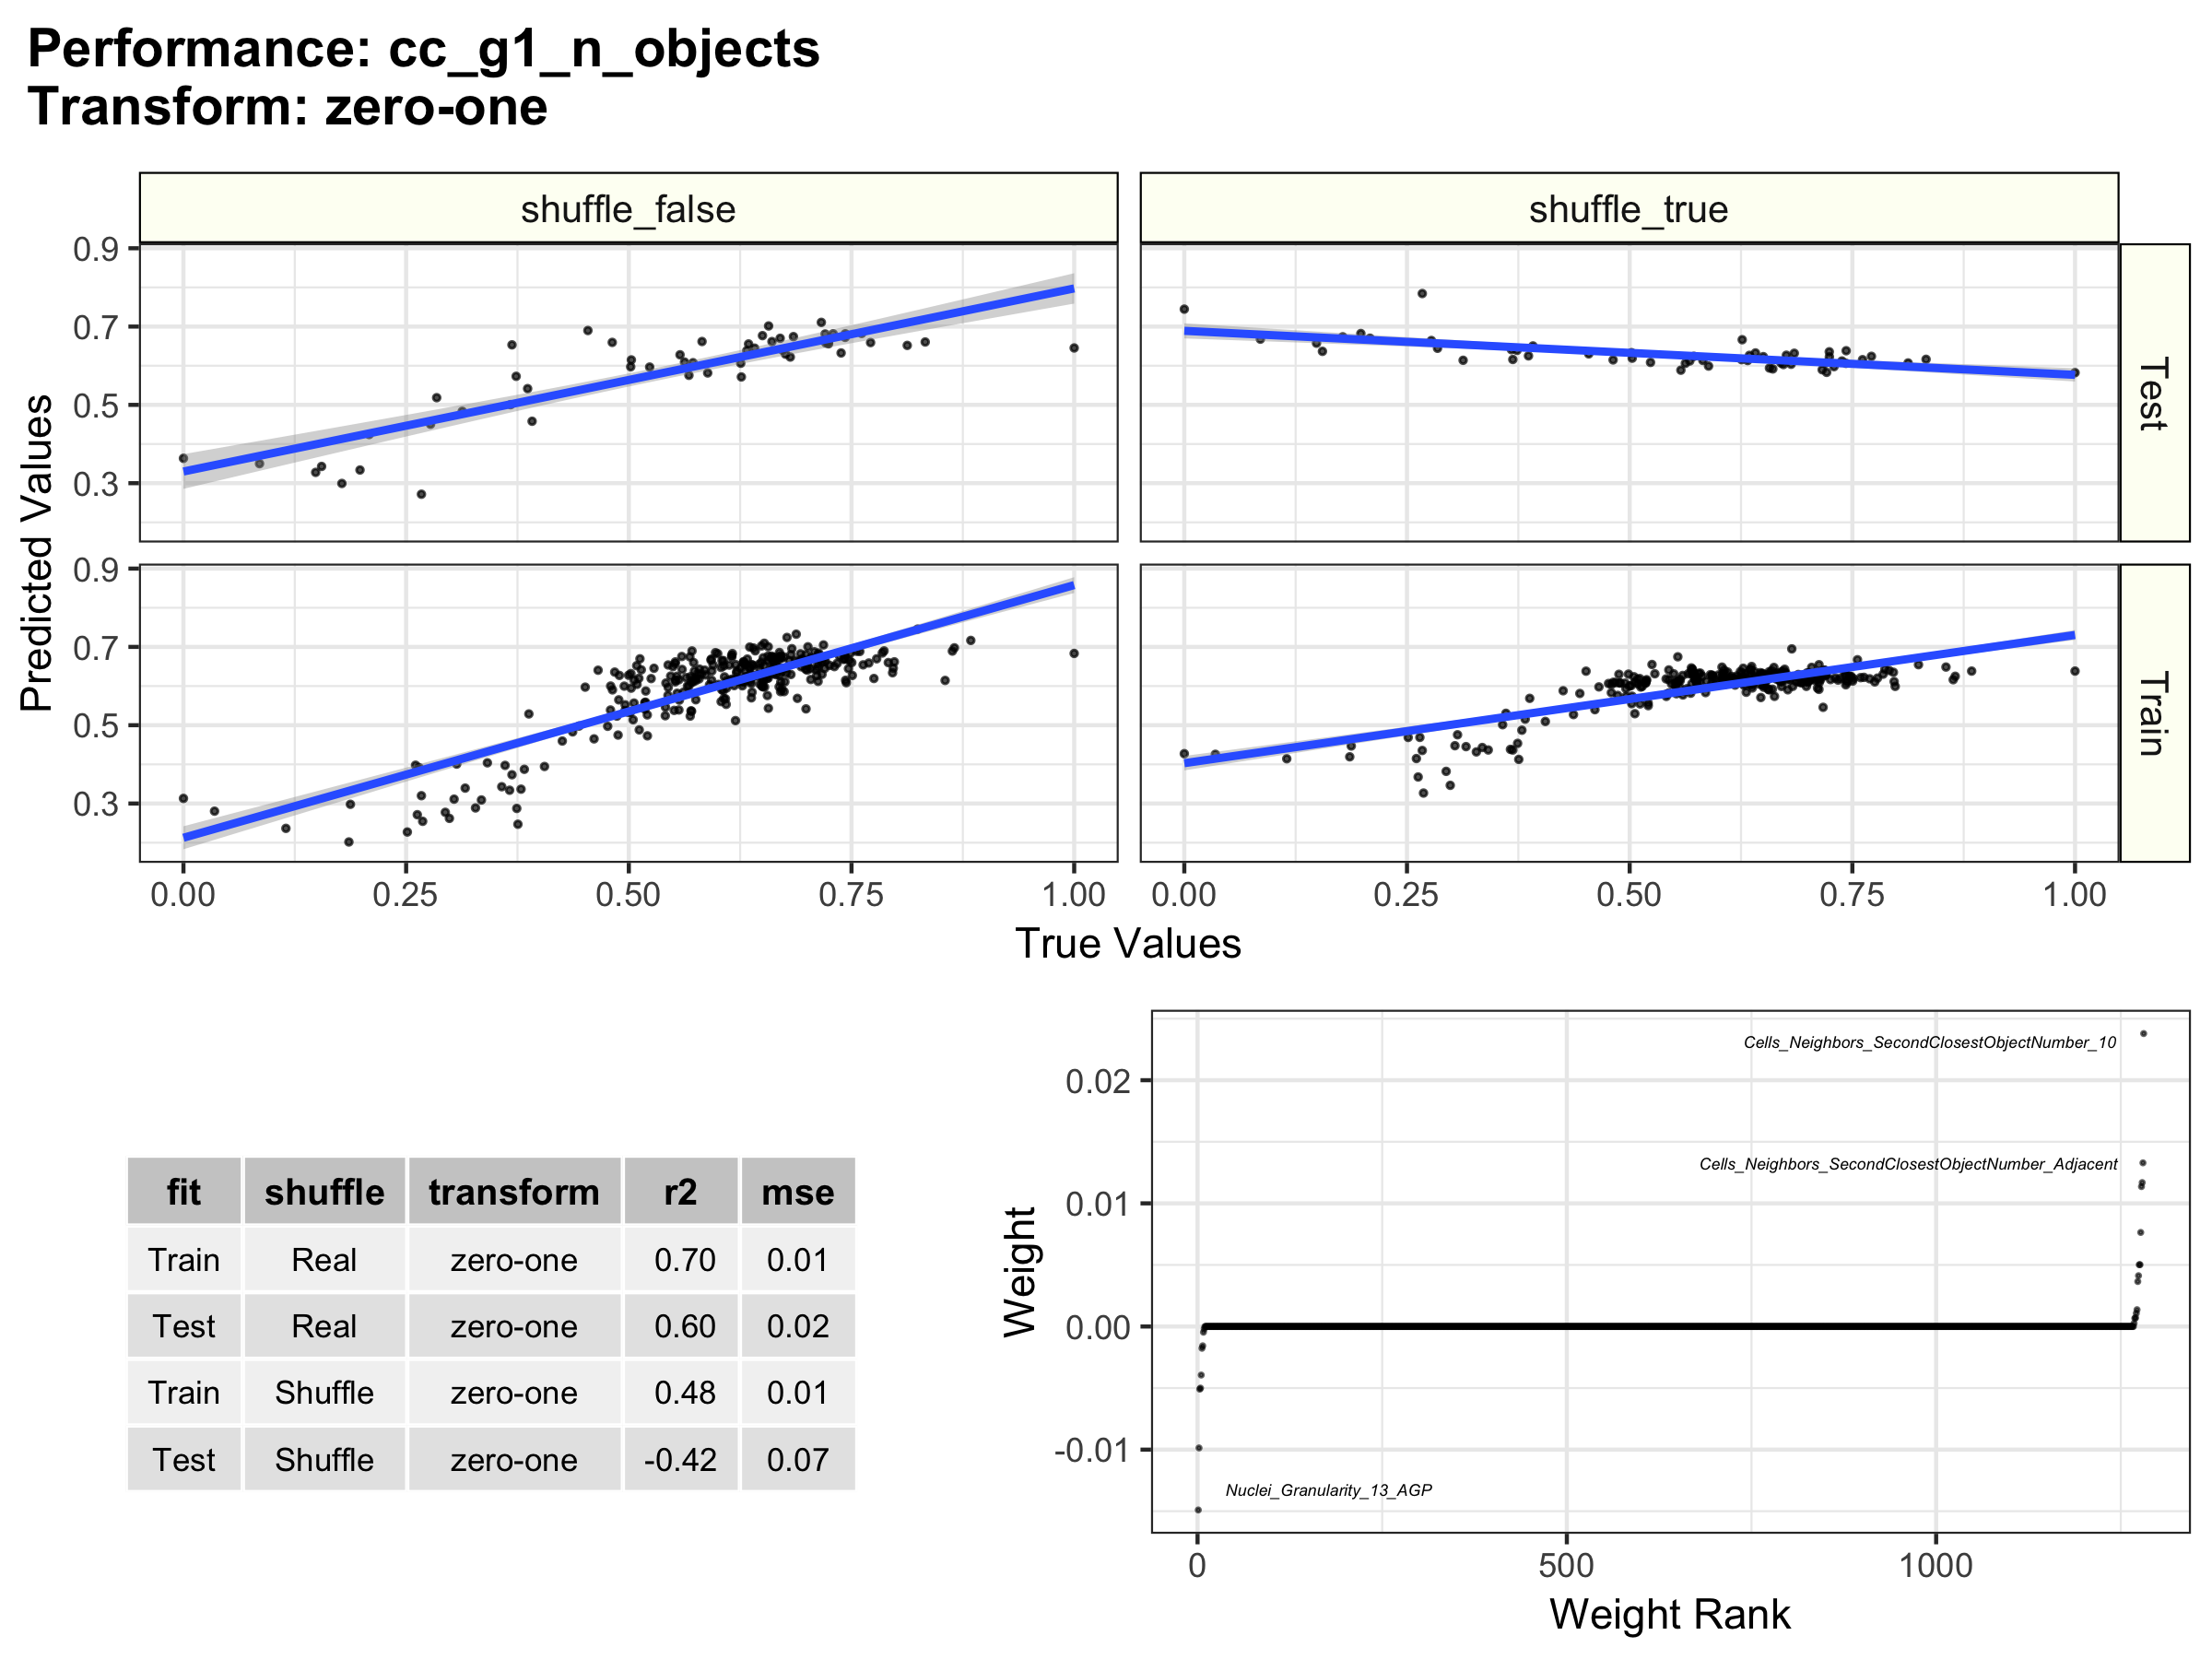 Performance: cc_g1_n_objects
Transform: zero-one
shuffle_false
shuffle_true
0.9
0.7
0.5
0.3
Test
0.9
0.7
0.5
0.3
Train
Predicted Values
0.00 0.25 0.50 0.75 1.00
0.00 0.25 0.50 0.75 1.00
True Values
fit shuffle transform r2 mse
Train Real zero-one 0.70 0.01
Test Real zero-one 0.60 0.02
Train Shuffle zero-one 0.48 0.01
Test Shuffle zero-one -0.42 0.07
Cells_Neighbors_SecondClosestObjectNumber_10
Cells_Neighbors_SecondClosestObjectNumber_Adjacent
Nuclei_Granularity_13_AGP
0.02
0.01
0.00
-0.01
Weight
0 500 1000
Weight Rank